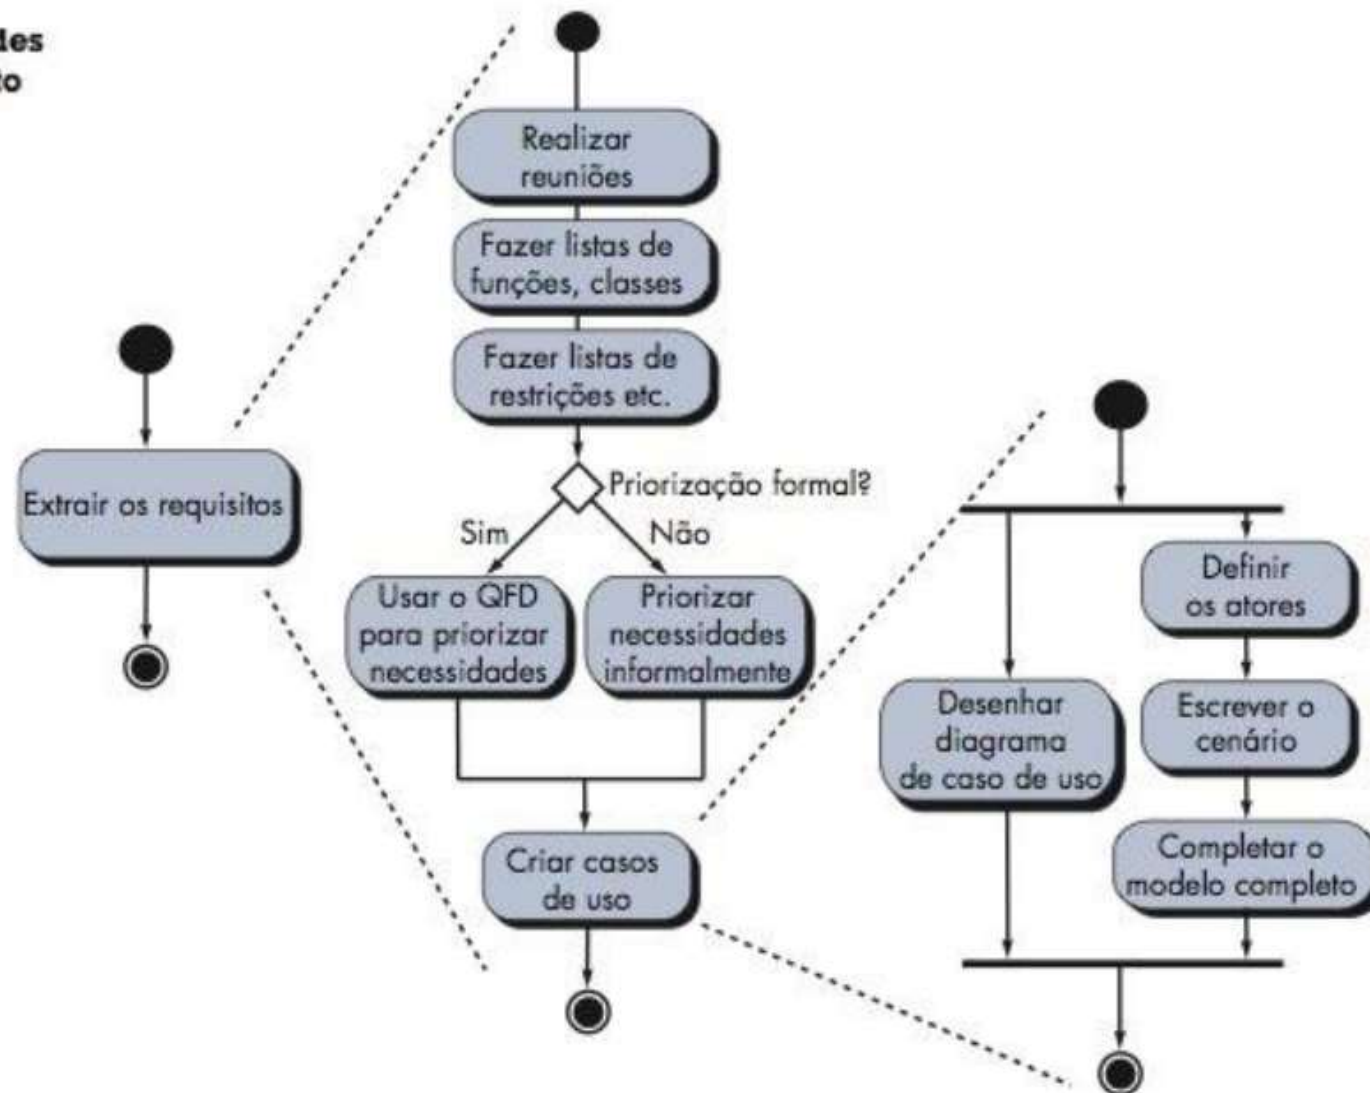 Realizar
reuniões
Fazer listas de
funções, classes
Fazer listas de
restrições etc.
Extrair os requisitos
Priorização formal?
Sim
Não
Usar o QFD
para priorizar
necessidades
Priorizar
necessidades
informalmente
Criar casos
de uso
Desenhar
diagrama
de caso de uso
Definir
os atores
Escrever o
cenário
Completar o
modelo completo